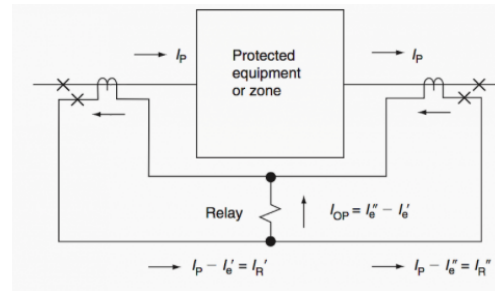 I_P
Protected
equipment
or zone
I_P
Relay
I_OP = I_e″ − I_e′
I_P − I_e′ = I_R′
I_P − I_e″ = I_R″